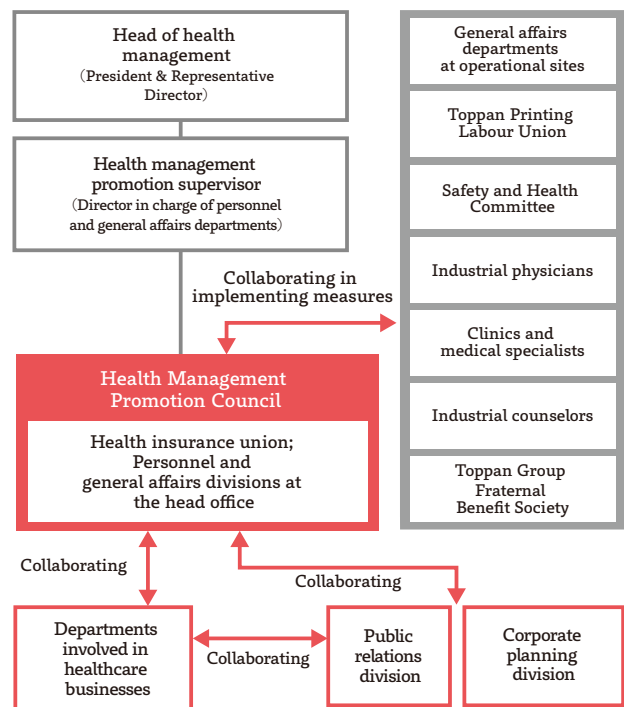 Head of health
management
（President & Representative
Director）
Health management
promotion supervisor
（Director in charge of personnel
and general affairs departments）
Collaborating in
implementing measures
Health Management
Promotion Council
Health insurance union;
Personnel and
general affairs divisions at
the head office
General affairs
departments
at operational sites
Toppan Printing
Labour Union
Safety and Health
Committee
Industrial physicians
Clinics and
medical specialists
Industrial counselors
Toppan Group
Fraternal
Benefit Society
Collaborating
Collaborating
Departments
involved in
healthcare
businesses
Collaborating
Public
relations
division
Corporate
planning
division